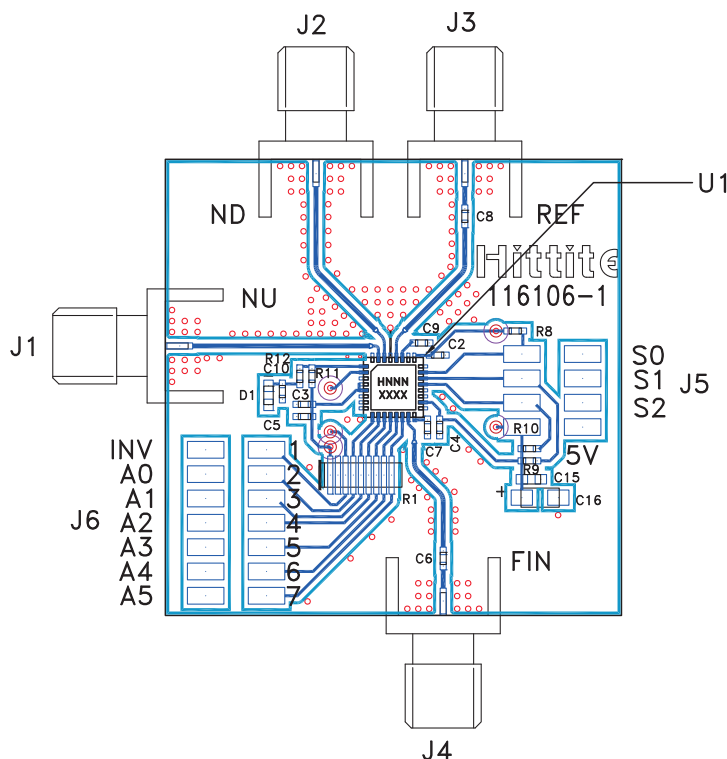 J2
J3
U1
ND
C8
REF
Hittite
116106-1
NU
J1
C9
C2
R8
R12
C10
R11
HNNN
XXXX
S0
S1
S2
J5
D1
C3
C5
R10
C7
C4
5V
R9
C15
+
C16
INV
A0
A1
A2
A3
A4
A5
J6
1
2
3
4
5
6
7
R1
C6
FIN
J4